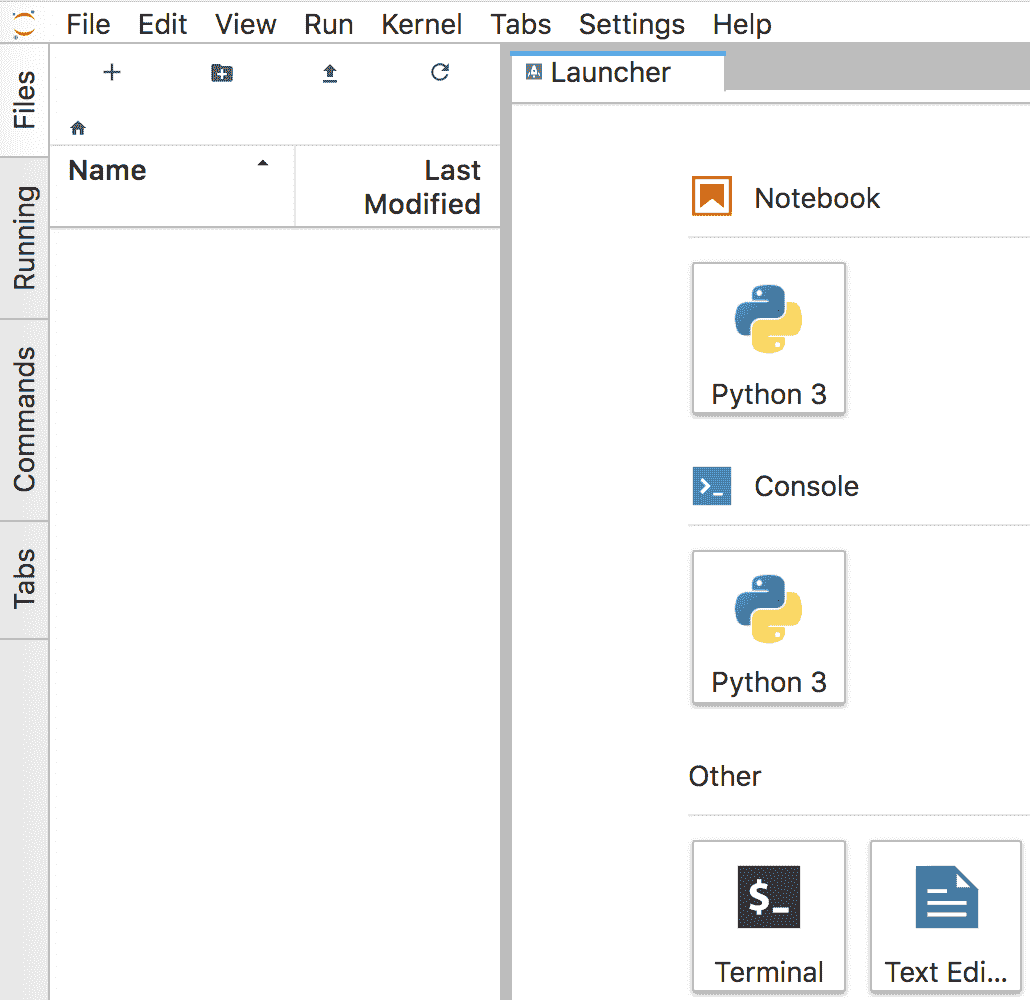 File Edit View Run Kernel Tabs Settings Help
Files
Running
Commands
Tabs
Name
Last
Modified
Launcher
Notebook
Python 3
Console
Python 3
Other
$_
Terminal
Text Edi...